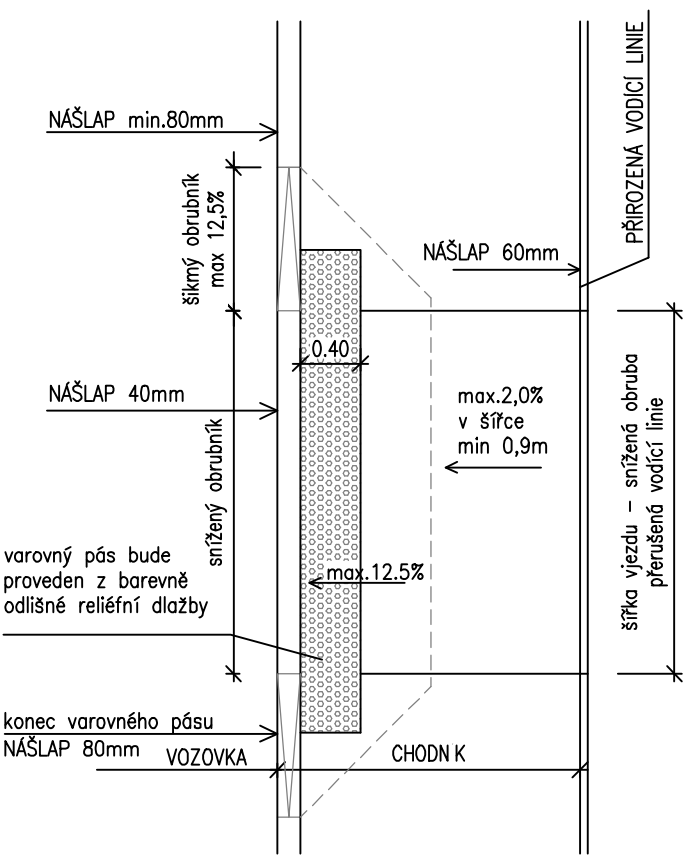 NÁŠLAP min.80mm
šikmý obrubník
max 12,5%
PŘIROZENÁ VODÍCÍ LINIE
NÁŠLAP 60mm
0.40
NÁŠLAP 40mm
max.2,0%
v šířce
min 0,9m
snížený obrubník
šířka vjezdu – snížená obruba
přerušená vodící linie
varovný pás bude
proveden z barevně
odlišné reliéfní dlažby
max.12.5%
konec varovného pásu
NÁŠLAP 80mm
VOZOVKA
CHODN K